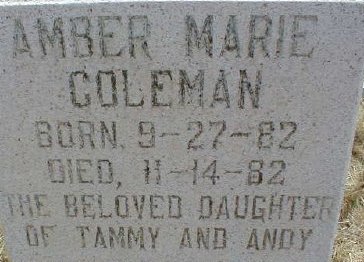 AMBER MARIE
COLEMAN
BORN, 9-27-82
DIED, 11-14-82
THE BELOVED DAUGHTER
OF TAMMY AND ANDY